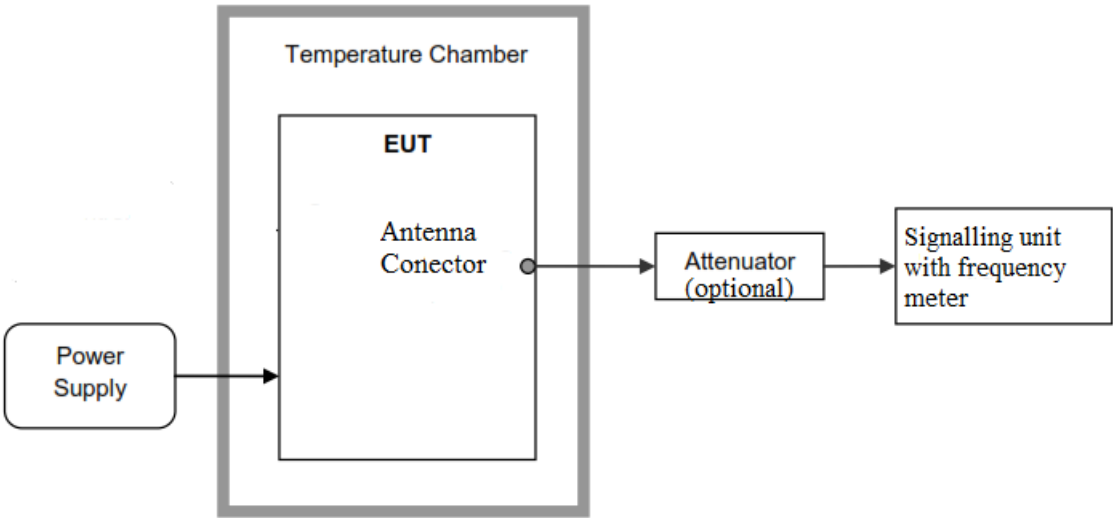 Temperature Chamber
EUT
Antenna
Conector
Attenuator
(optional)
Signalling unit
with frequency
meter
Power
Supply